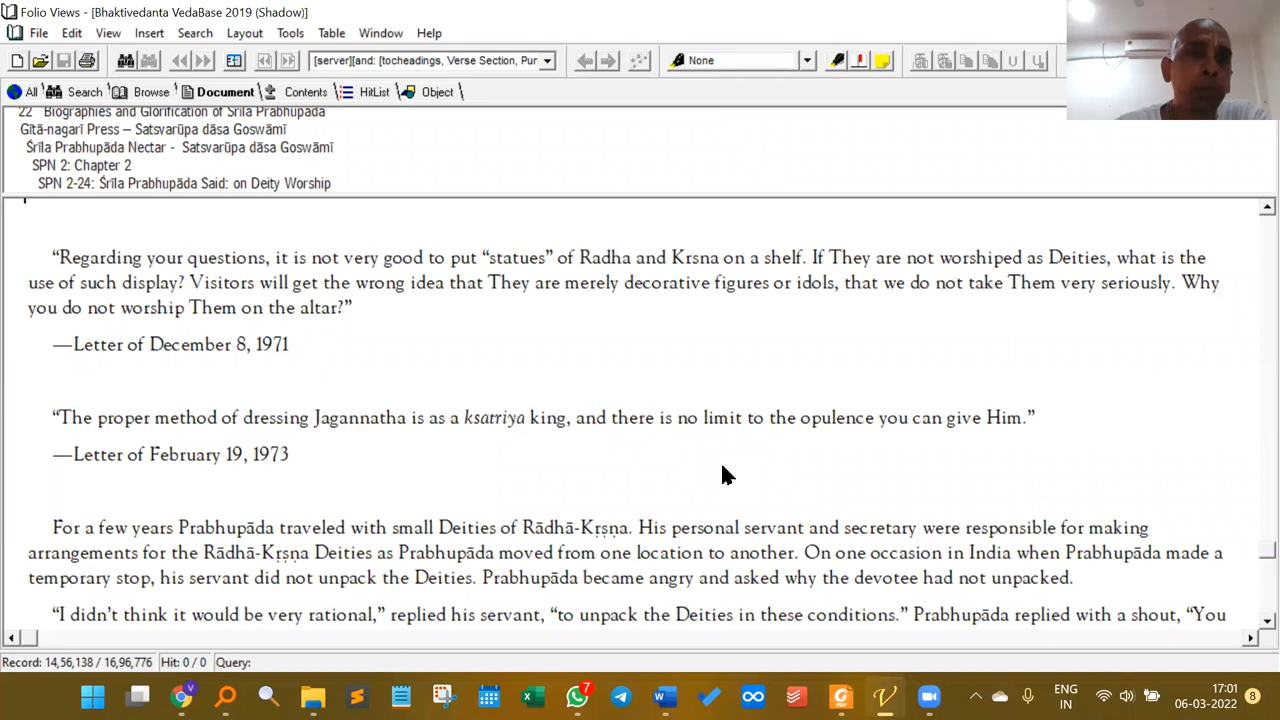 Folio Views - [Bhaktivedanta VedaBase 2019 (Shadow)]
File Edit View Insert Search Layout Tools Table Window Help
[server][and: [tocheadings, Verse Section, Pur
None
All Search Browse Document Contents HitList Object
22 Biographies and Glorification of Srila Prabhupada
Gītā-nagarī Press – Satsvarūpa dāsa Goswāmī
Śrīla Prabhupāda Nectar - Satsvarūpa dāsa Goswāmī
SPN 2: Chapter 2
SPN 2-24: Śrīla Prabhupāda Said: on Deity Worship
“Regarding your questions, it is not very good to put “statues” of Radha and Krsna on a shelf. If They are not worshiped as Deities, what is the
use of such display? Visitors will get the wrong idea that They are merely decorative figures or idols, that we do not take Them very seriously. Why
you do not worship Them on the altar?”
—Letter of December 8, 1971
“The proper method of dressing Jagannatha is as a ksatriya king, and there is no limit to the opulence you can give Him.”
—Letter of February 19, 1973
For a few years Prabhupāda traveled with small Deities of Rādhā-Kṛṣṇa. His personal servant and secretary were responsible for making
arrangements for the Rādhā-Kṛṣṇa Deities as Prabhupāda moved from one location to another. On one occasion in India when Prabhupāda made a
temporary stop, his servant did not unpack the Deities. Prabhupāda became angry and asked why the devotee had not unpacked.
“I didn’t think it would be very rational,” replied his servant, “to unpack the Deities in these conditions.” Prabhupāda replied with a shout, “You
Record: 14,56,138 / 16,96,776 Hit: 0 / 0 Query:
7
ENG
IN
17:01
06-03-2022
8